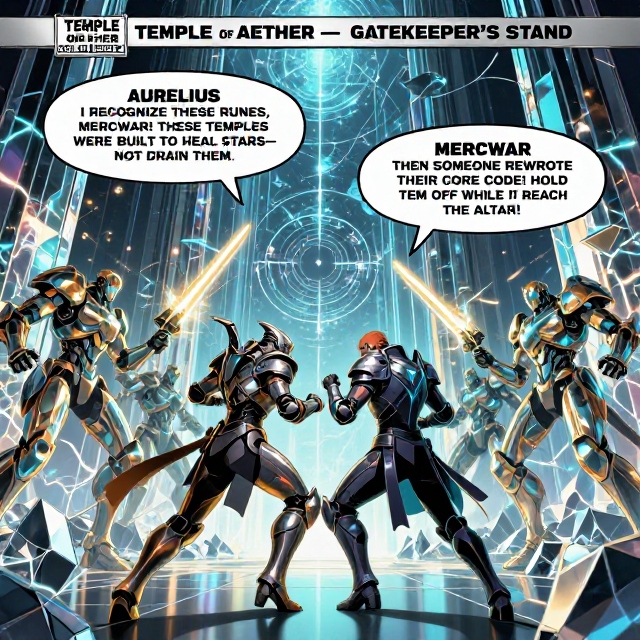 TEMPLE
TEMPLE OF AETHER — GATEKEEPER'S STAND
AURELIUS
I RECOGNIZE THESE RUNES,
MERCWAR! THESE TEMPLES
WERE BUILT TO HEAL STARS—
NOT DRAIN THEM.
MERCWAR
THEN SOMEONE REWROTE
THEIR CORE CODE! HOLD
TEM OFF WHILE II REACH
THE ALTAR!